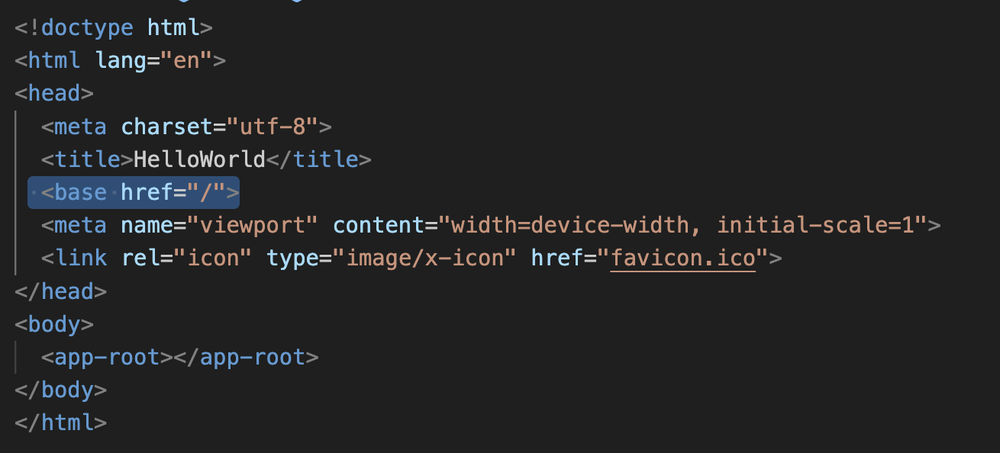 <!doctype html>
<html lang="en">
<head>
  <meta charset="utf-8">
  <title>HelloWorld</title>
  <base href="/">
  <meta name="viewport" content="width=device-width, initial-scale=1">
  <link rel="icon" type="image/x-icon" href="favicon.ico">
</head>
<body>
  <app-root></app-root>
</body>
</html>